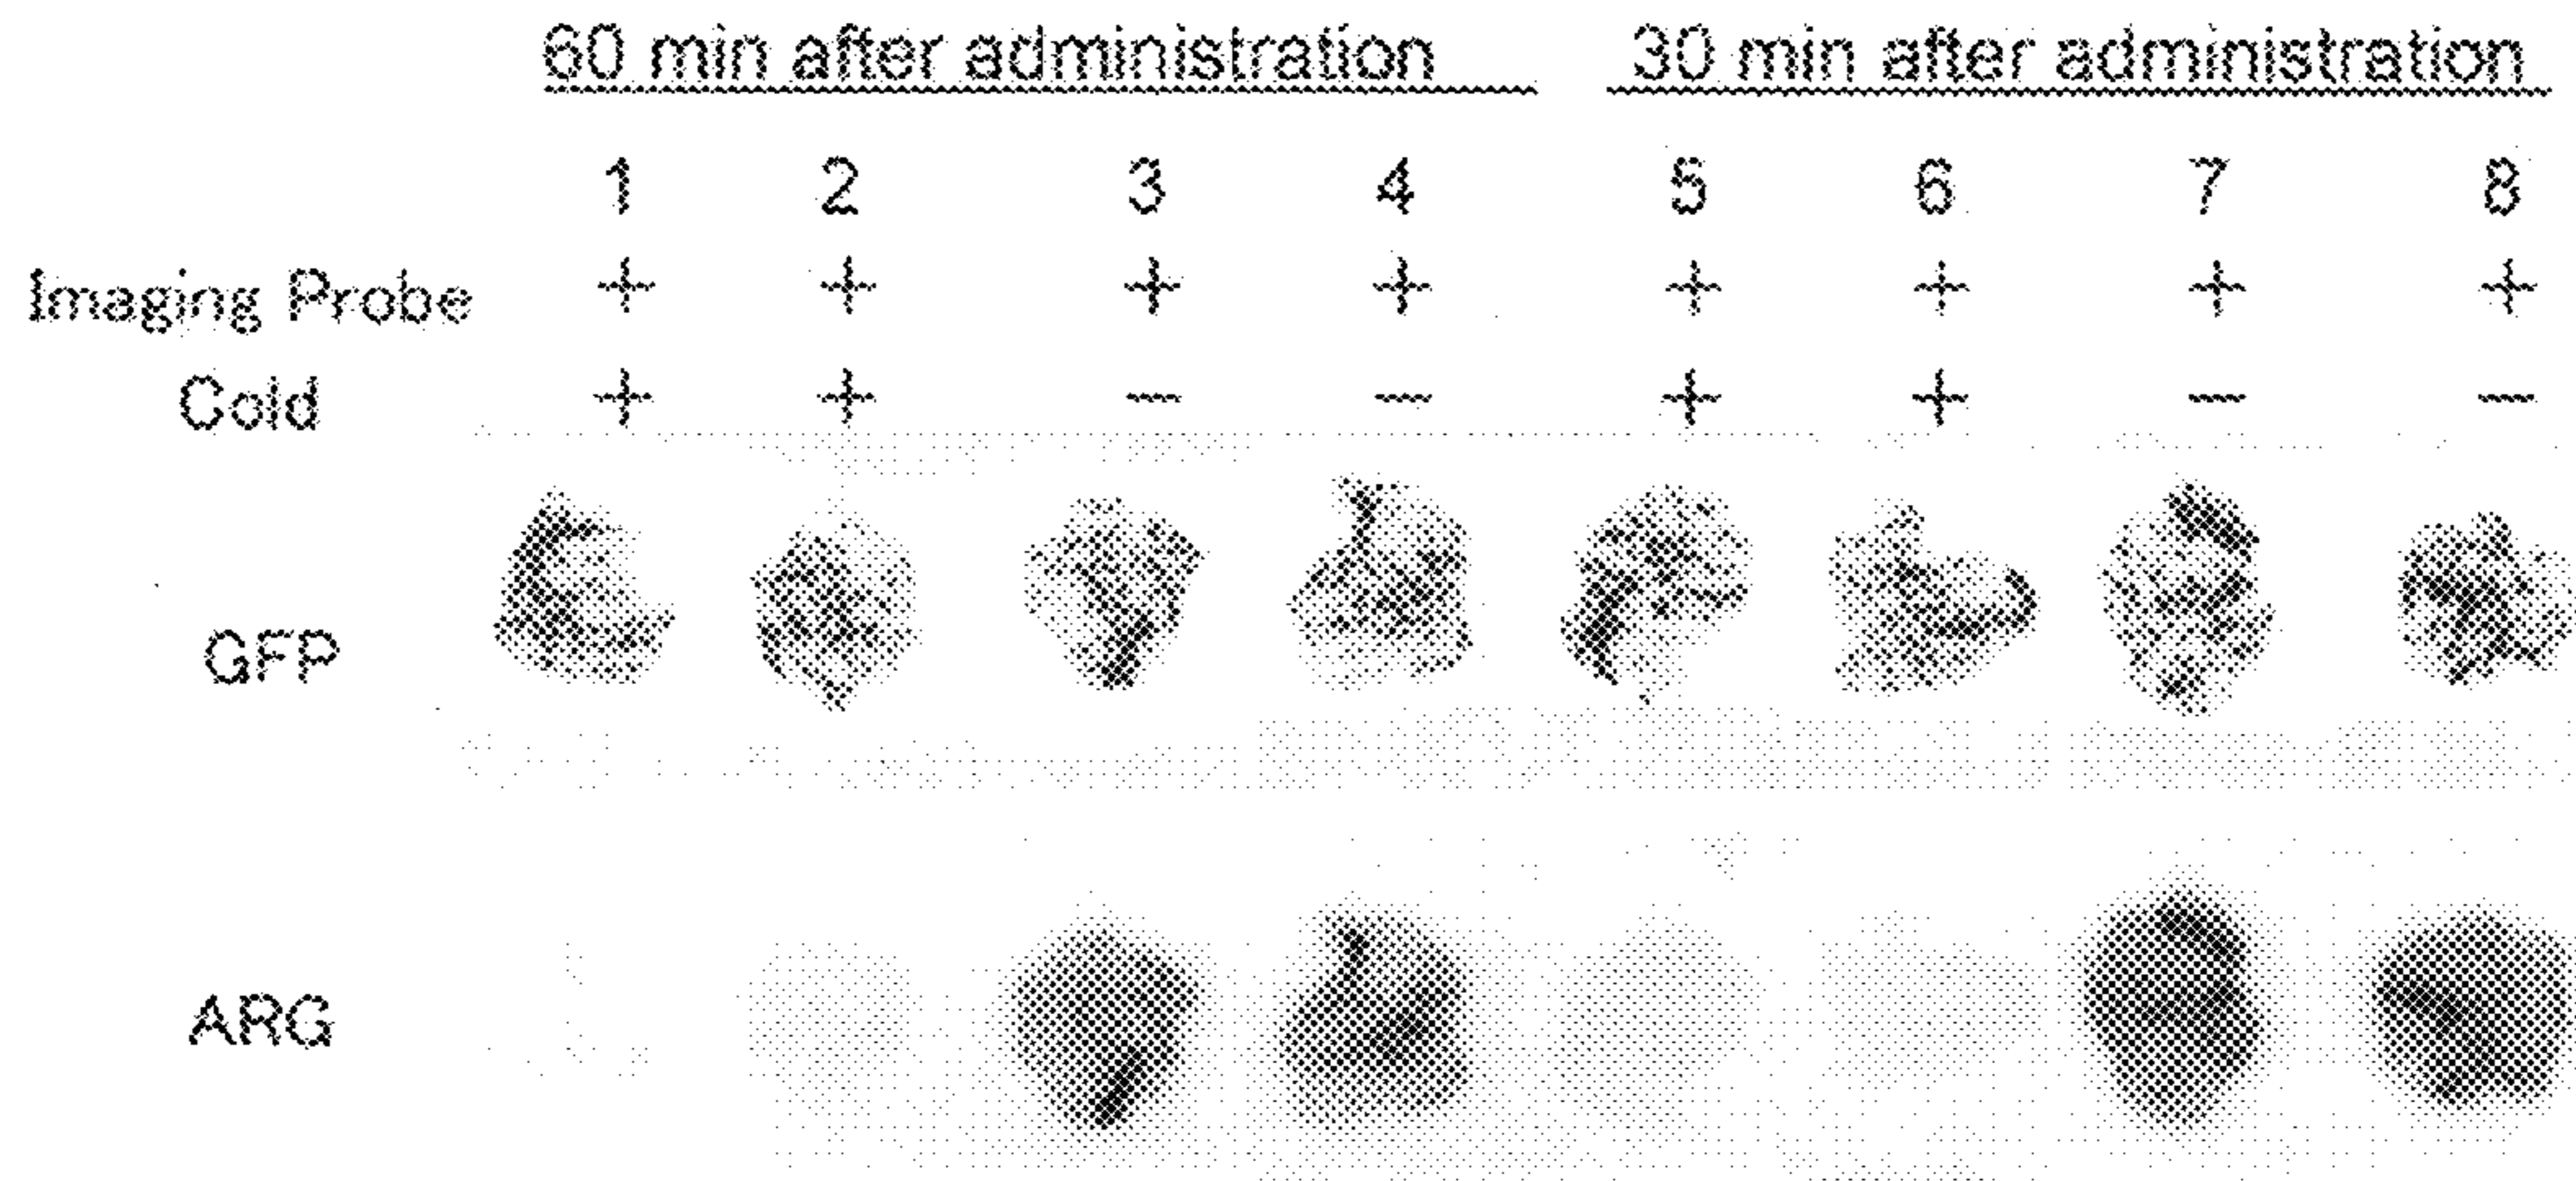 60 min after administration 30 min after administration
1 2 3 4 5 6 7 8
Imaging Probe + + + + + + + +
Cold + + − − + + − −
GFP
ARG